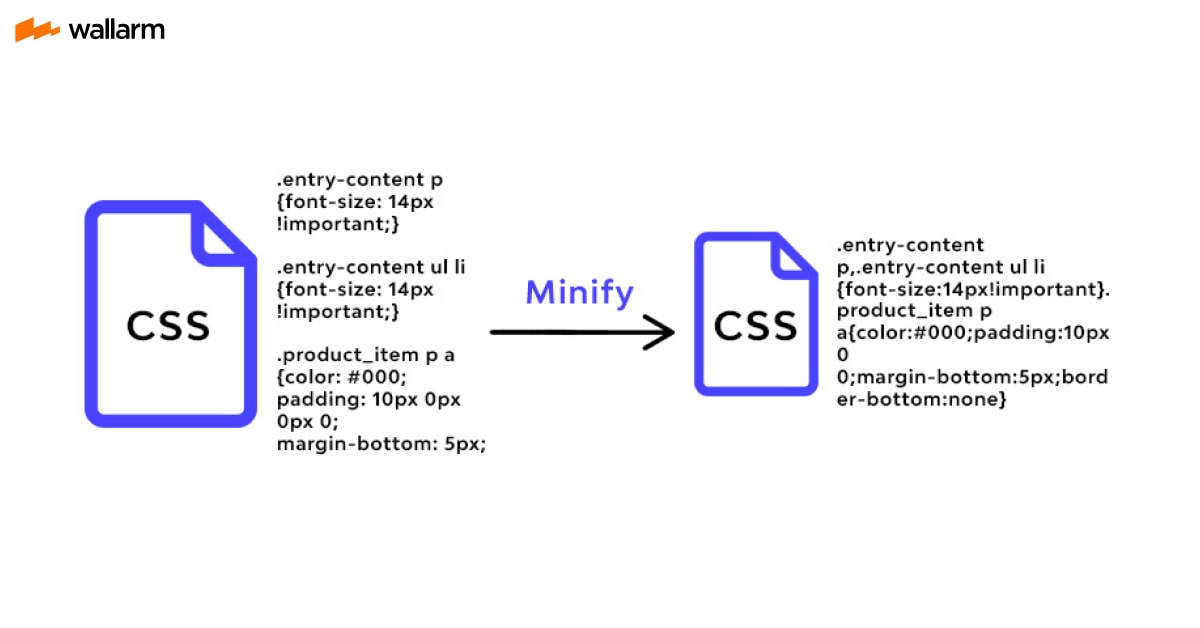 wallarm
.entry-content p
{font-size: 14px
!important;}
.entry-content ul li
{font-size: 14px
!important;}
.product_item p a
{color: #000;
padding: 10px 0px
0px 0;
margin-bottom: 5px;
CSS
Minify
CSS
.entry-content
p,.entry-content ul li
{font-size:14px!important}.
product_item p
a{color:#000;padding:10px
0
0;margin-bottom:5px;bord
er-bottom:none}